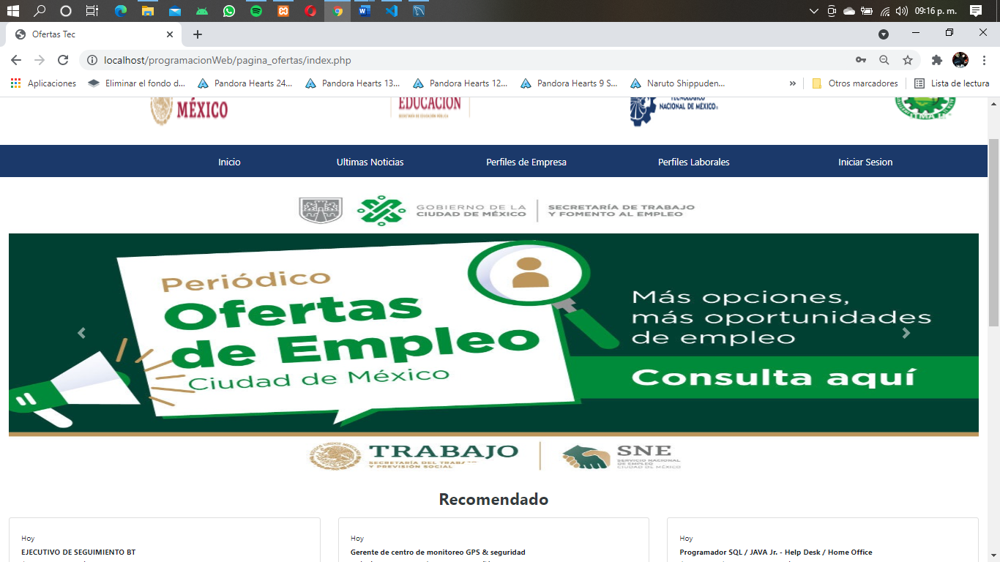 09:16 p. m.
Ofertas Tec
localhost/programacionWeb/pagina_ofertas/index.php
Aplicaciones
Eliminar el fondo d...
Pandora Hearts 24...
Pandora Hearts 13...
Pandora Hearts 12...
Pandora Hearts 9 S...
Naruto Shippuden...
»
Otros marcadores
Lista de lectura
MÉXICO
EDUCACIÓN
SECRETARÍA DE EDUCACIÓN PÚBLICA
TECNOLÓGICO
NACIONAL DE MÉXICO
Inicio
Ultimas Noticias
Perfiles de Empresa
Perfiles Laborales
Iniciar Sesion
GOBIERNO DE LA
CIUDAD DE MÉXICO
SECRETARÍA DE TRABAJO
Y FOMENTO AL EMPLEO
Periódico
Ofertas
de Empleo
Ciudad de México
Más opciones,
más oportunidades
de empleo
Consulta aquí
TRABAJO
SECRETARÍA DEL
Y PREVISIÓN SOCIAL
SNE
SERVICIO NACIONAL
DE EMPLEO
CIUDAD DE MÉXICO
Recomendado
Hoy
EJECUTIVO DE SEGUIMIENTO BT
Hoy
Gerente de centro de monitoreo GPS & seguridad
Hoy
Programador SQL / JAVA Jr. - Help Desk / Home Office